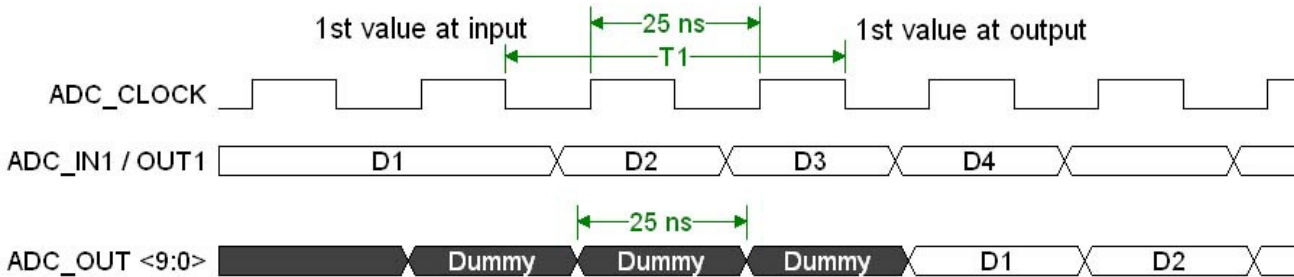 1st value at input
25 ns
1st value at output
T1
ADC_CLOCK
ADC_IN1 / OUT1 D1 D2 D3 D4
25 ns
ADC_OUT <9:0> Dummy Dummy Dummy D1 D2